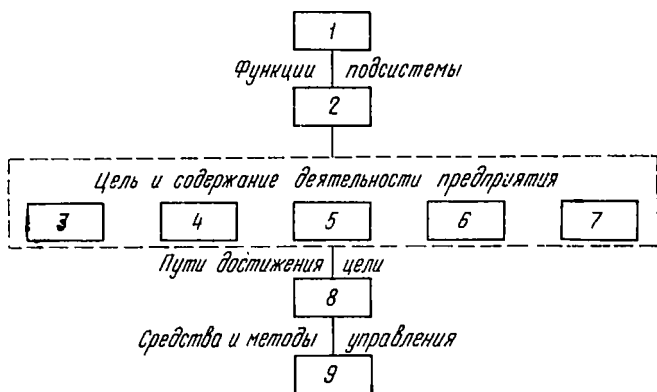 1
Функции подсистемы
2
Цель и содержание деятельности предприятия
3 4 5 6 7
Пути достижения цели
8
Средства и методы управления
9